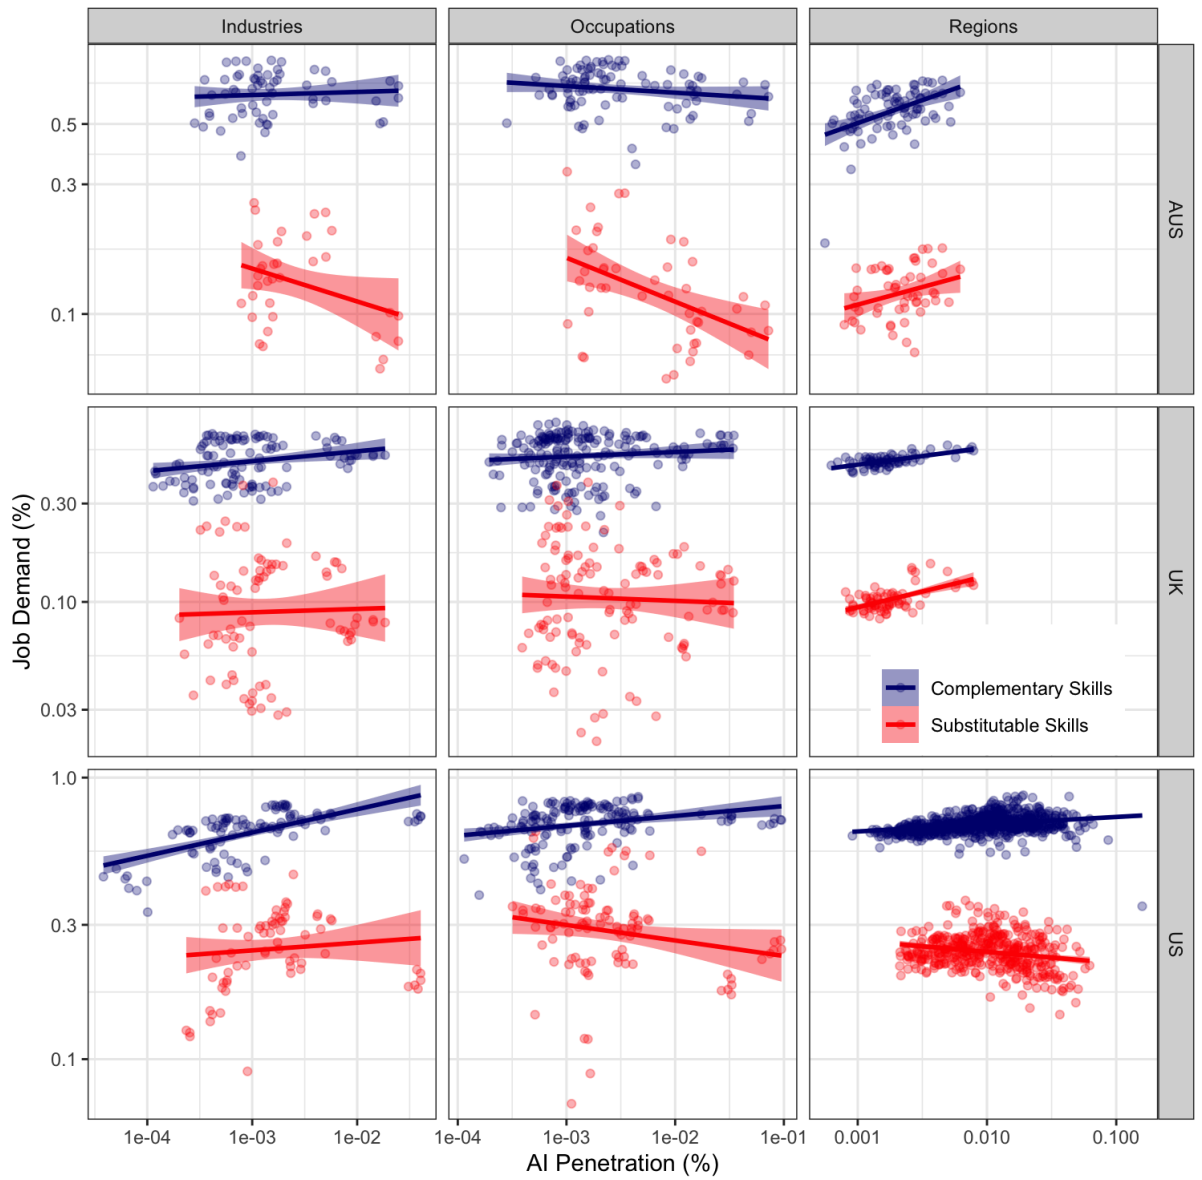 Industries Occupations Regions
0.5
0.3
0.1
AUS
0.30
0.10
0.03
UK
Complementary Skills
Substitutable Skills
1.0
0.3
0.1
US
Job Demand (%)
1e-04 1e-03 1e-02 1e-04 1e-03 1e-02 1e-01 0.001 0.010 0.100
AI Penetration (%)